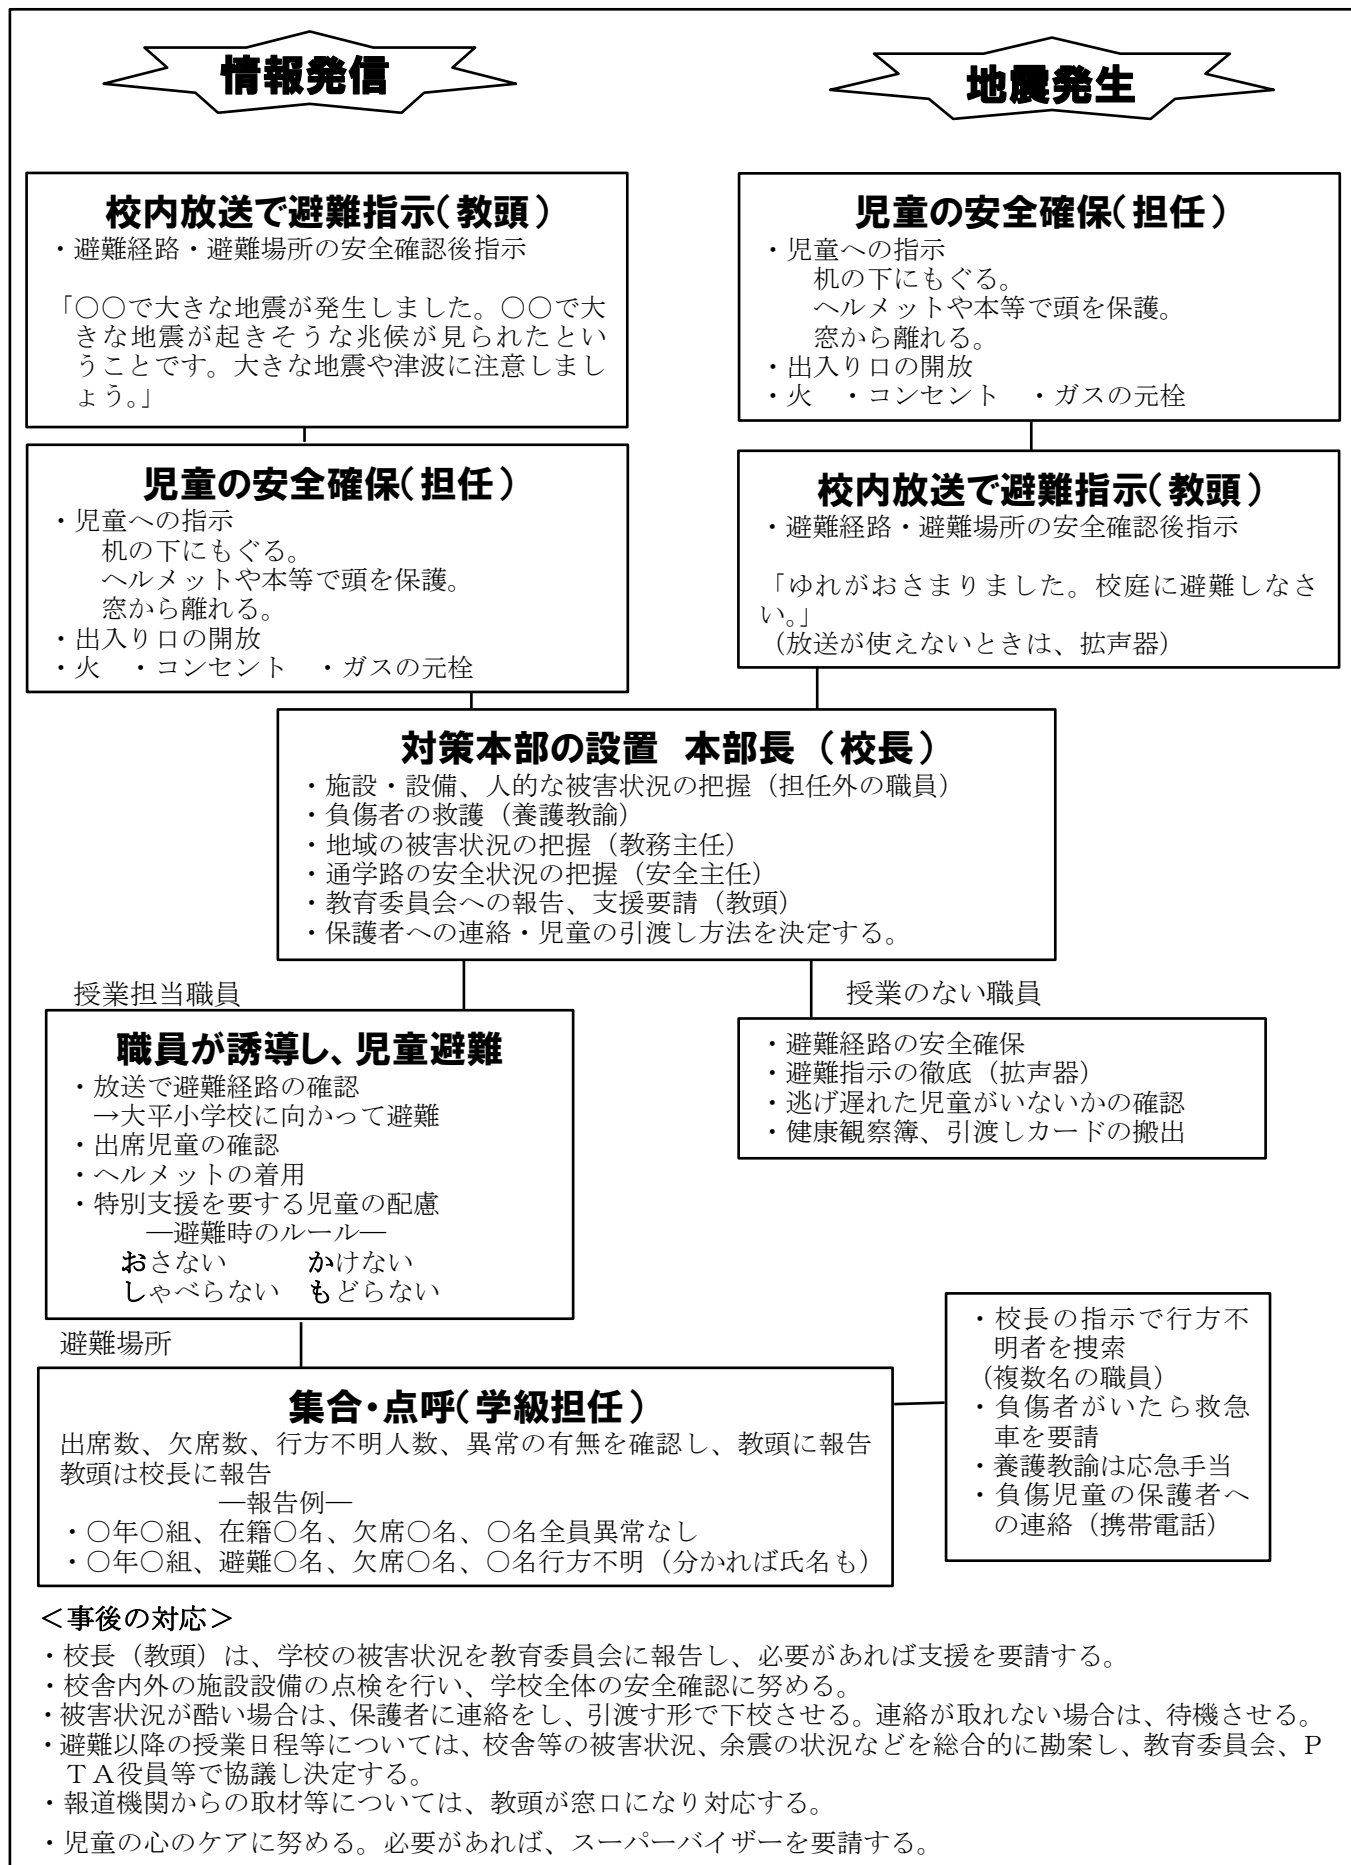 情報発信
地震発生
校内放送で避難指示(教頭)
・避難経路・避難場所の安全確認後指示
「〇〇で大きな地震が発生しました。〇〇で大
きな地震が起きそうな兆候が見られたとい
うことです。大きな地震や津波に注意しまし
ょう。」
児童の安全確保(担任)
・児童への指示
机の下にもぐる。
ヘルメットや本等で頭を保護。
窓から離れる。
・出入り口の開放
・火　・コンセント　・ガスの元栓
児童の安全確保(担任)
・児童への指示
机の下にもぐる。
ヘルメットや本等で頭を保護。
窓から離れる。
・出入り口の開放
・火　・コンセント　・ガスの元栓
校内放送で避難指示(教頭)
・避難経路・避難場所の安全確認後指示
「ゆれがおさまりました。校庭に避難しなさ
い。」
（放送が使えないときは、拡声器）
対策本部の設置　本部長（校長）
・施設・設備、人的な被害状況の把握（担任外の職員）
・負傷者の救護（養護教諭）
・地域の被害状況の把握（教務主任）
・通学路の安全状況の把握（安全主任）
・教育委員会への報告、支援要請（教頭）
・保護者への連絡・児童の引渡し方法を決定する。
授業担当職員
職員が誘導し、児童避難
・放送で避難経路の確認
→大平小学校に向かって避難
・出席児童の確認
・ヘルメットの着用
・特別支援を要する児童の配慮
―避難時のルール―
おさない　かけない
しゃべらない　もどらない
授業のない職員
・避難経路の安全確保
・避難指示の徹底（拡声器）
・逃げ遅れた児童がいないかの確認
・健康観察簿、引渡しカードの搬出
避難場所
集合・点呼(学級担任)
出席数、欠席数、行方不明人数、異常の有無を確認し、教頭に報告
教頭は校長に報告
―報告例―
・〇年〇組、在籍〇名、欠席〇名、〇名全員異常なし
・〇年〇組、避難〇名、欠席〇名、〇名行方不明（分かれば氏名も）
・校長の指示で行方不
明者を捜索
（複数名の職員）
・負傷者がいたら救急
車を要請
・養護教諭は応急手当
・負傷児童の保護者へ
の連絡（携帯電話）
＜事後の対応＞
・校長（教頭）は、学校の被害状況を教育委員会に報告し、必要があれば支援を要請する。
・校舎内外の施設設備の点検を行い、学校全体の安全確認に努める。
・被害状況が酷い場合は、保護者に連絡をし、引渡す形で下校させる。連絡が取れない場合は、待機させる。
・避難以降の授業日程等については、校舎等の被害状況、余震の状況などを総合的に勘案し、教育委員会、Ｐ
ＴＡ役員等で協議し決定する。
・報道機関からの取材等については、教頭が窓口になり対応する。
・児童の心のケアに努める。必要があれば、スーパーバイザーを要請する。